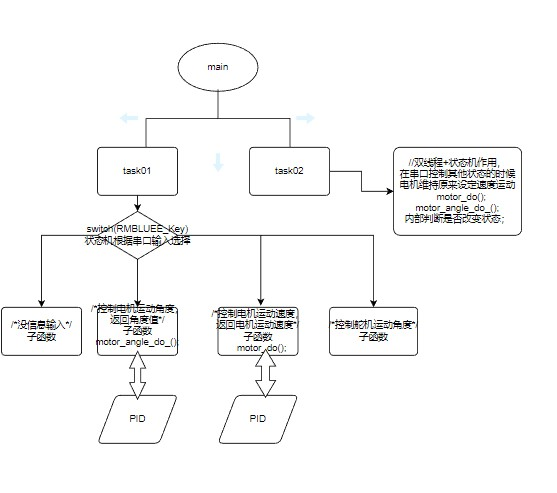 main
task01
task02
//双线程+状态机作用,
在串口控制其他状态的时候
电机维持原来设定速度运动
motor_do();
motor_angle_do_();
内部判断是否改变状态;
switch(RMBLUEE_Key)
状态机根据串口输入选择
/*没信息输入*/
子函数
/*控制电机运动角度,
返回角度值*/
子函数
motor_angle_do_();
/*控制电机运动速度,
返回电机运动速度*/
子函数
motor_do();
/*控制舵机运动角度*/
子函数
PID
PID